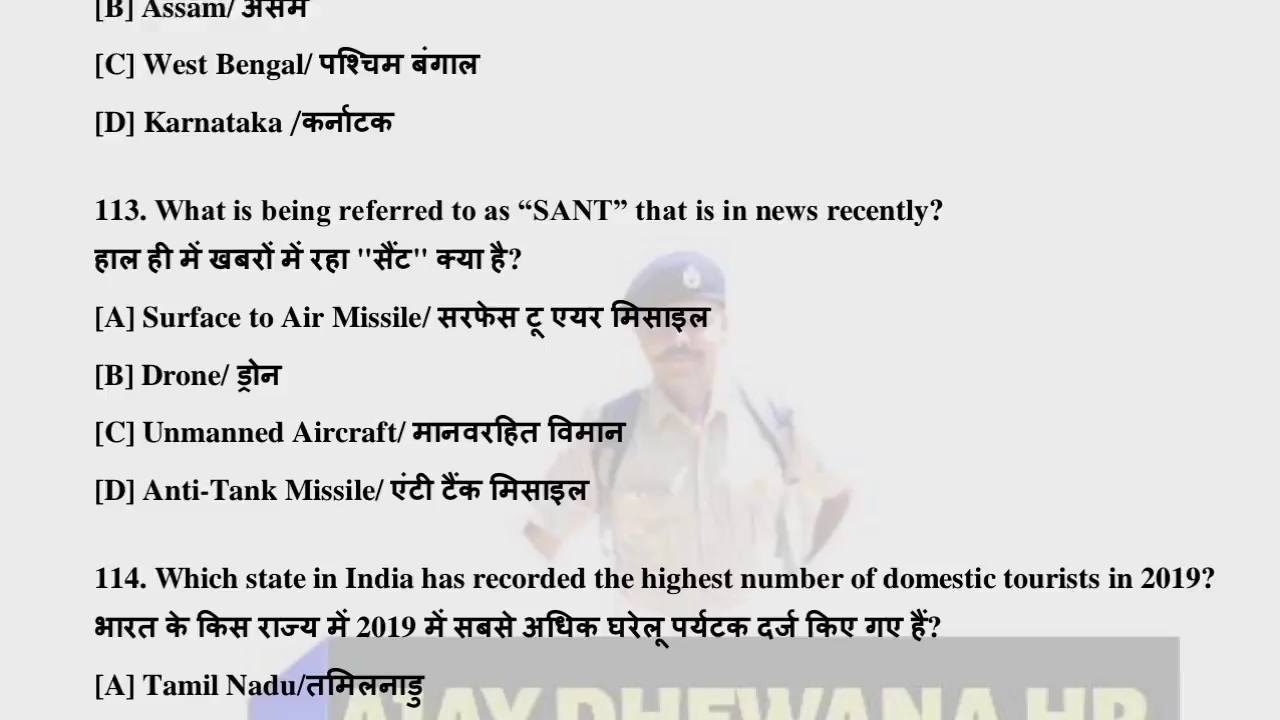 [B] Assam/ असम
[C] West Bengal/ पश्चिम बंगाल
[D] Karnataka /कर्नाटक
113. What is being referred to as “SANT” that is in news recently?
हाल ही में खबरों में रहा "सैंट" क्या है?
[A] Surface to Air Missile/ सरफेस टू एयर मिसाइल
[B] Drone/ ड्रोन
[C] Unmanned Aircraft/ मानवरहित विमान
[D] Anti-Tank Missile/ एंटी टैंक मिसाइल
114. Which state in India has recorded the highest number of domestic tourists in 2019?
भारत के किस राज्य में 2019 में सबसे अधिक घरेलू पर्यटक दर्ज किए गए हैं?
[A] Tamil Nadu/तमिलनाडु
AJAY DHEWANA HP